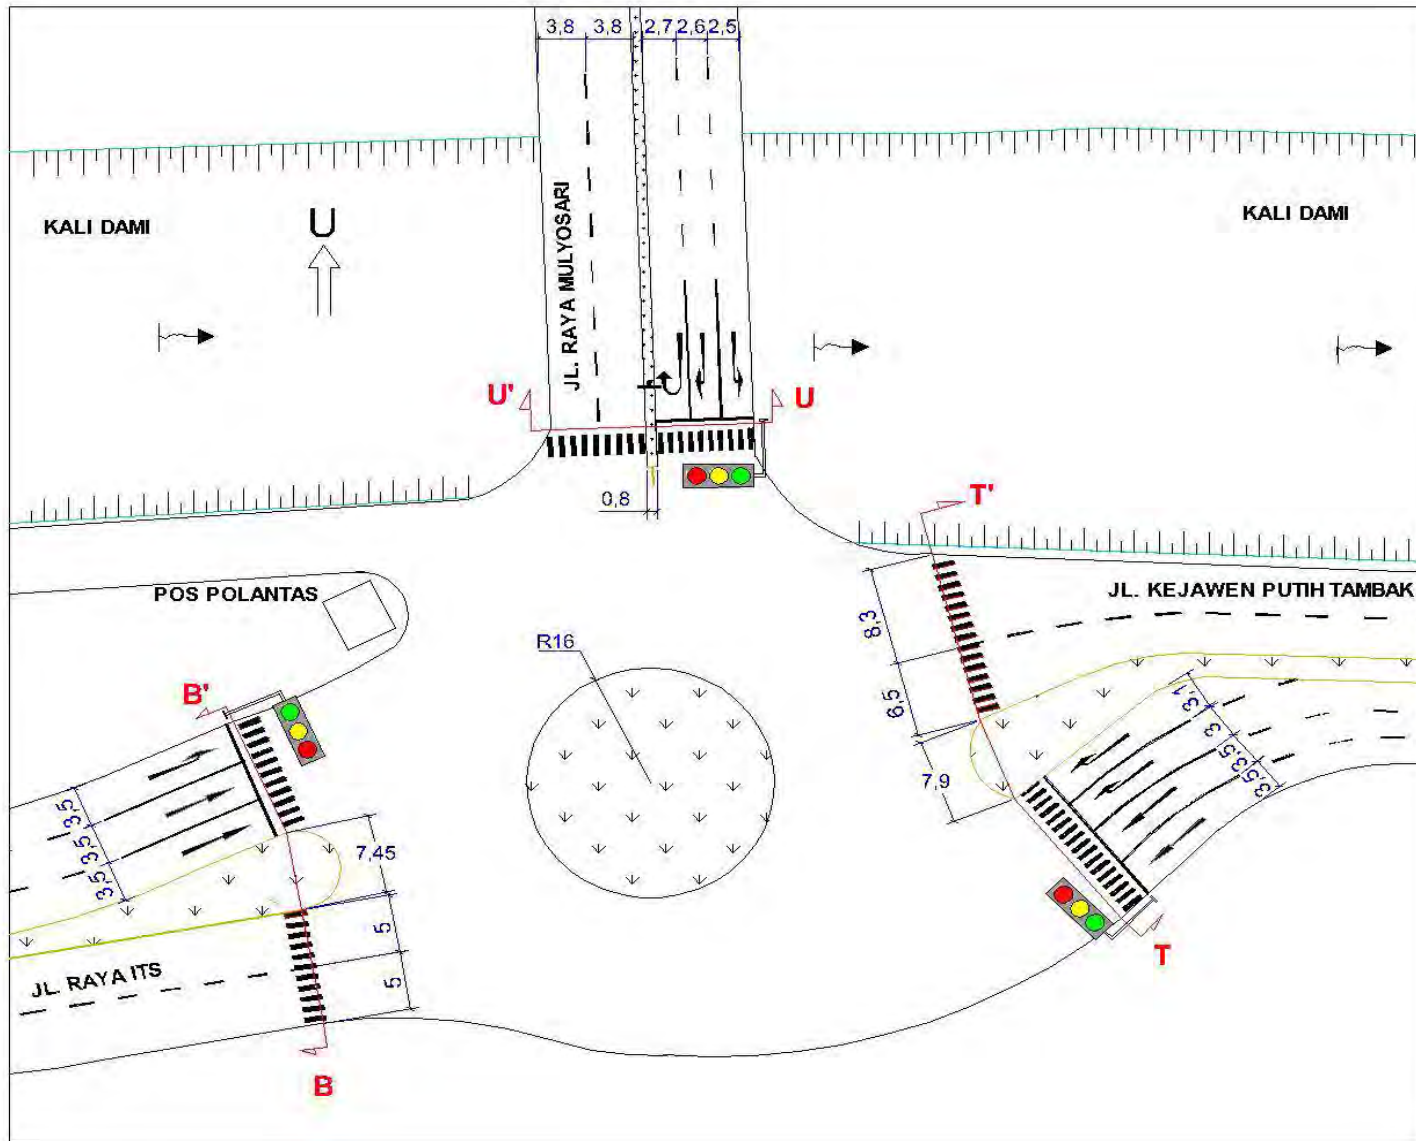 3,8 3,8 2,7 2,6 2,5
KALI DAMI
U
JL. RAYA MULYOSARI
KALI DAMI
U'
U
0,8
T'
POS POLANTAS
JL. KEJAWEN PUTIH TAMBAK
8,3
R16
B'
6,5
3,1
3
3,5
3,5
7,9
3,5
3,5
3,5
7,45
5
5
JL. RAYA ITS
T
B